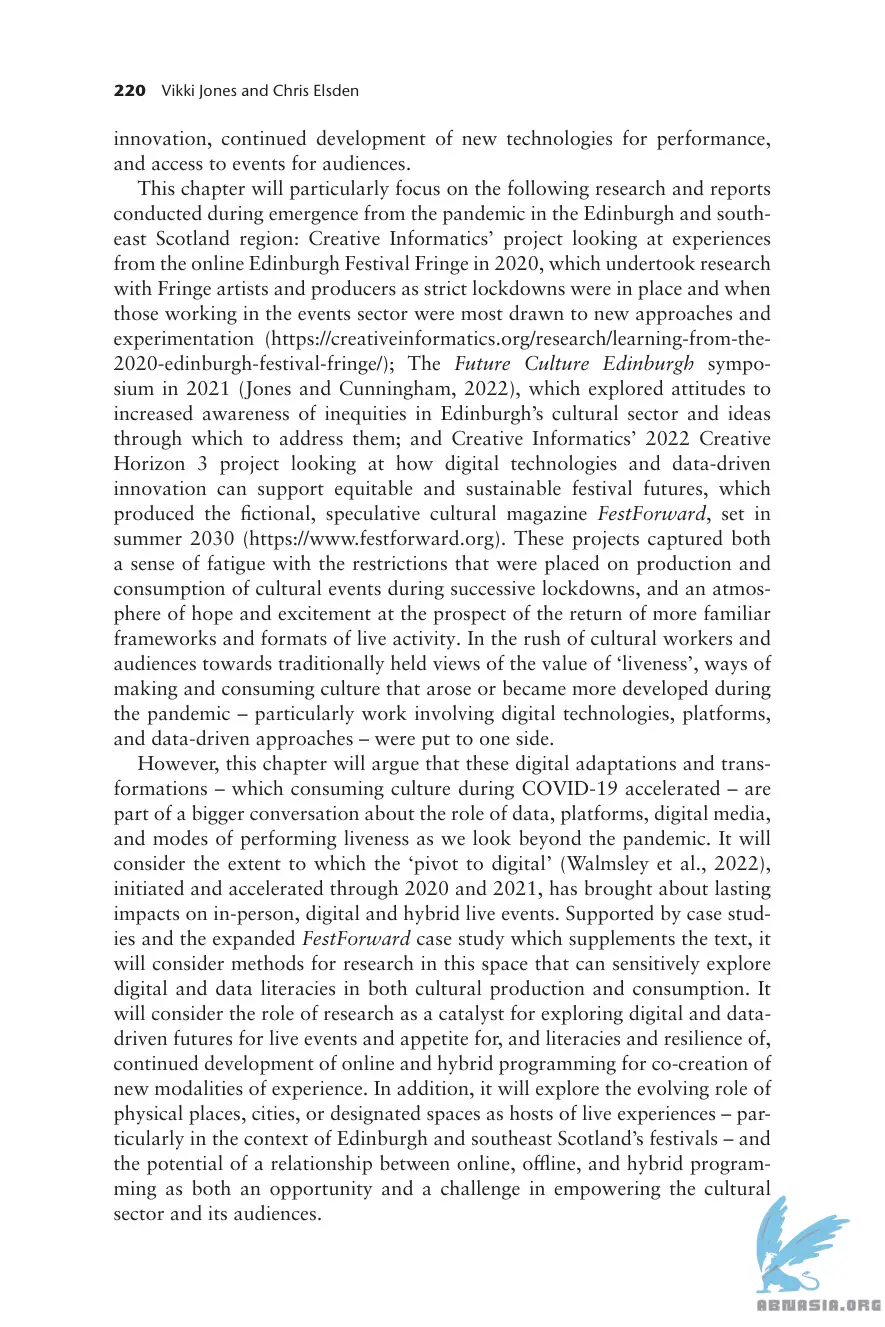 220 Vikki Jones and Chris Elsden
innovation, continued development of new technologies for performance,
and access to events for audiences.
This chapter will particularly focus on the following research and reports
conducted during emergence from the pandemic in the Edinburgh and south-
east Scotland region: Creative Informatics’ project looking at experiences
from the online Edinburgh Festival Fringe in 2020, which undertook research
with Fringe artists and producers as strict lockdowns were in place and when
those working in the events sector were most drawn to new approaches and
experimentation (https://creativeinformatics.org/research/learning-from-the-
2020-edinburgh-festival-fringe/); The Future Culture Edinburgh sympo-
sium in 2021 (Jones and Cunningham, 2022), which explored attitudes to
increased awareness of inequities in Edinburgh’s cultural sector and ideas
through which to address them; and Creative Informatics’ 2022 Creative
Horizon 3 project looking at how digital technologies and data-driven
innovation can support equitable and sustainable festival futures, which
produced the fictional, speculative cultural magazine FestForward, set in
summer 2030 (https://www.festforward.org). These projects captured both
a sense of fatigue with the restrictions that were placed on production and
consumption of cultural events during successive lockdowns, and an atmos-
phere of hope and excitement at the prospect of the return of more familiar
frameworks and formats of live activity. In the rush of cultural workers and
audiences towards traditionally held views of the value of ‘liveness’, ways of
making and consuming culture that arose or became more developed during
the pandemic – particularly work involving digital technologies, platforms,
and data-driven approaches – were put to one side.
However, this chapter will argue that these digital adaptations and trans-
formations – which consuming culture during COVID-19 accelerated – are
part of a bigger conversation about the role of data, platforms, digital media,
and modes of performing liveness as we look beyond the pandemic. It will
consider the extent to which the ‘pivot to digital’ (Walmsley et al., 2022),
initiated and accelerated through 2020 and 2021, has brought about lasting
impacts on in-person, digital and hybrid live events. Supported by case stud-
ies and the expanded FestForward case study which supplements the text, it
will consider methods for research in this space that can sensitively explore
digital and data literacies in both cultural production and consumption. It
will consider the role of research as a catalyst for exploring digital and data-
driven futures for live events and appetite for, and literacies and resilience of,
continued development of online and hybrid programming for co-creation of
new modalities of experience. In addition, it will explore the evolving role of
physical places, cities, or designated spaces as hosts of live experiences – par-
ticularly in the context of Edinburgh and southeast Scotland’s festivals – and
the potential of a relationship between online, offline, and hybrid program-
ming as both an opportunity and a challenge in empowering the cultural
sector and its audiences.
ABNASIA.ORG